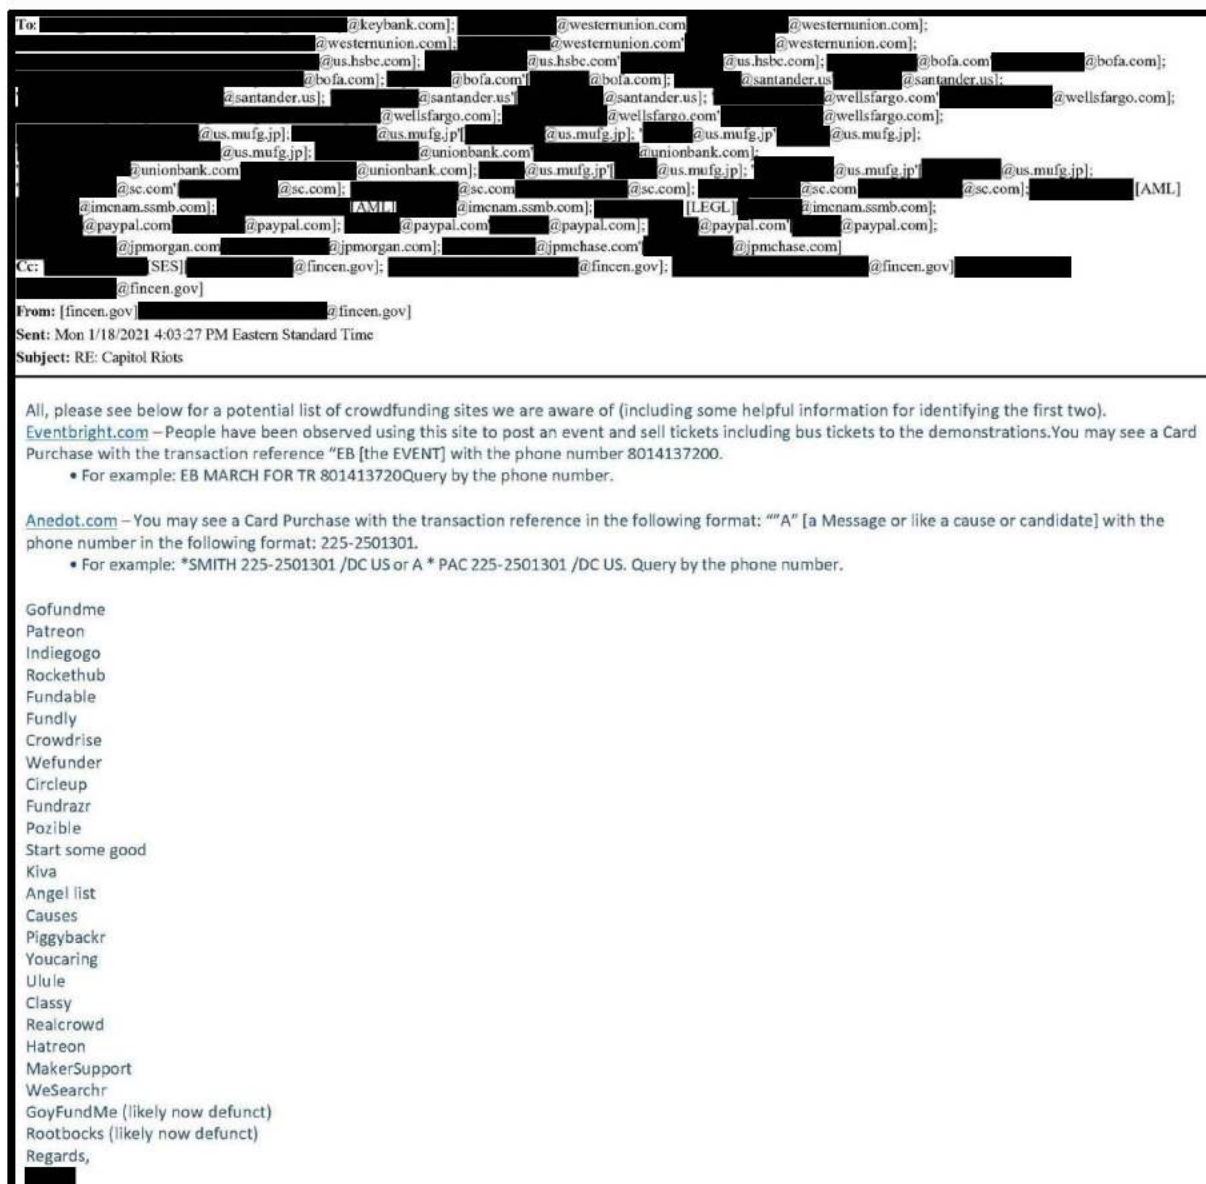 To: @keybank.com]; @westernunion.com @westernunion.com];
@westernunion.com]; @westernunion.com' @westernunion.com];
@us.hsbc.com]; @us.hsbc.com' @us.hsbc.com]; @bofa.com' @bofa.com];
@bofa.com]; @bofa.com'[ @bofa.com]; @santander.us @santander.us];
@santander.us]; @santander.us'[ @santander.us]; ' @wellsfargo.com' @wellsfargo.com];
@wellsfargo.com]; @wellsfargo.com' @wellsfargo.com];
@us.mufg.jp]; @us.mufg.jp'[ @us.mufg.jp]; ' @us.mufg.jp' @us.mufg.jp];
@us.mufg.jp]; @unionbank.com' @unionbank.com];
@unionbank.com @unionbank.com]; @us.mufg.jp'[ @us.mufg.jp]; ' @us.mufg.jp'[ @us.mufg.jp];
' @sc.com' @sc.com]; @sc.com @sc.com]; @sc.com @sc.com]; [AML]
@imcnam.ssmb.com]; [AML][ @imcnam.ssmb.com]; [LEGL][ @imcnam.ssmb.com];
@paypal.com @paypal.com]; @paypal @paypal.com]; @paypal.com' @paypal.com];
@jpmorgan.com @jpmorgan.com]; @jpmchase.com' @jpmchase.com]
Cc: [SES][ @fincen.gov]; @fincen.gov]; @fincen.gov]
@fincen.gov]
From: [fincen.gov] @fincen.gov]
Sent: Mon 1/18/2021 4:03:27 PM Eastern Standard Time
Subject: RE: Capitol Riots
All, please see below for a potential list of crowdfunding sites we are aware of (including some helpful information for identifying the first two).
Eventbright.com – People have been observed using this site to post an event and sell tickets including bus tickets to the demonstrations.You may see a Card
Purchase with the transaction reference "EB [the EVENT] with the phone number 8014137200.
• For example: EB MARCH FOR TR 801413720Query by the phone number.
Anedot.com – You may see a Card Purchase with the transaction reference in the following format: ""A" [a Message or like a cause or candidate] with the
phone number in the following format: 225-2501301.
• For example: *SMITH 225-2501301 /DC US or A * PAC 225-2501301 /DC US. Query by the phone number.
Gofundme
Patreon
Indiegogo
Rockethub
Fundable
Fundly
Crowdrise
Wefunder
Circleup
Fundrazr
Pozible
Start some good
Kiva
Angel list
Causes
Piggybackr
Youcaring
Ulule
Classy
Realcrowd
Hatreon
MakerSupport
WeSearchr
GoyFundMe (likely now defunct)
Rootbocks (likely now defunct)
Regards,